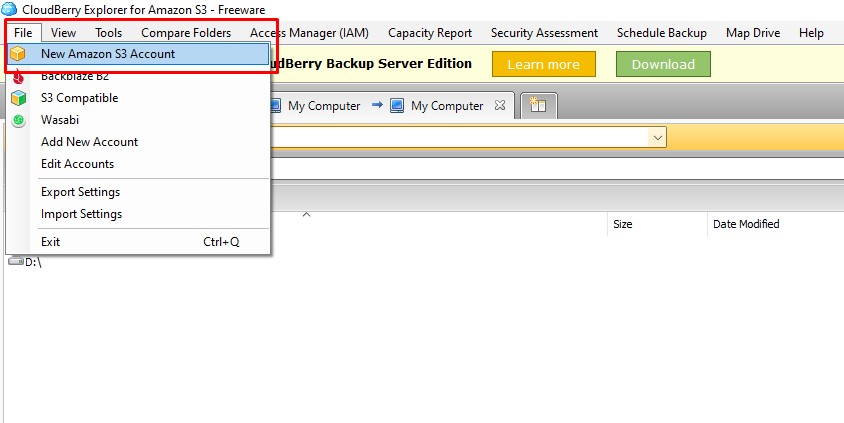 CloudBerry Explorer for Amazon S3 - Freeware
File View Tools Compare Folders Access Manager (IAM) Capacity Report Security Assessment Schedule Backup Map Drive Help
New Amazon S3 Account
udBerry Backup Server Edition Learn more Download
Backblaze B2
S3 Compatible
My Computer My Computer
Wasabi
Add New Account
Edit Accounts
Export Settings
Import Settings
Size Date Modified
Exit Ctrl+Q
D:\